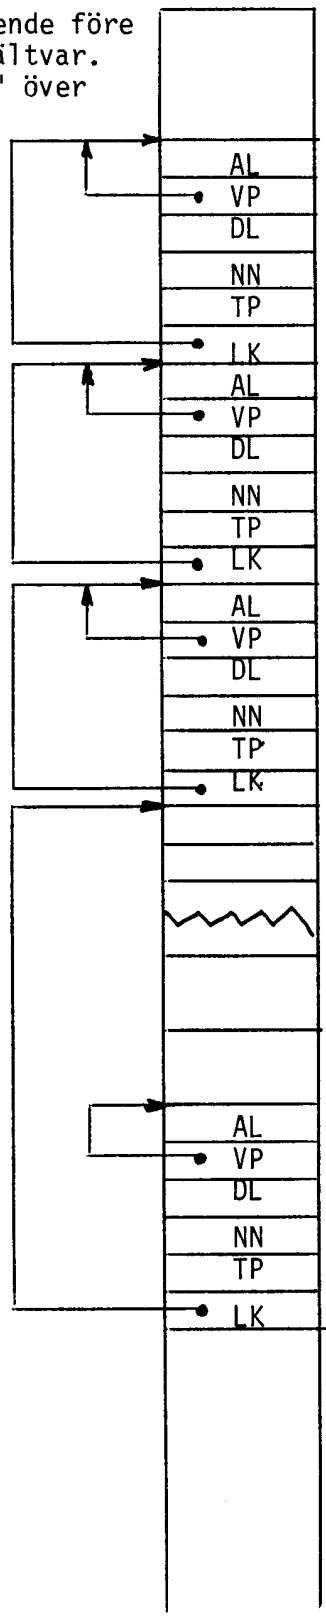 ende före
ältvar.
" över
AL
VP
DL
NN
TP
LK
AL
VP
DL
NN
TP
LK
AL
VP
DL
NN
TP
LK
AL
VP
DL
NN
TP
LK